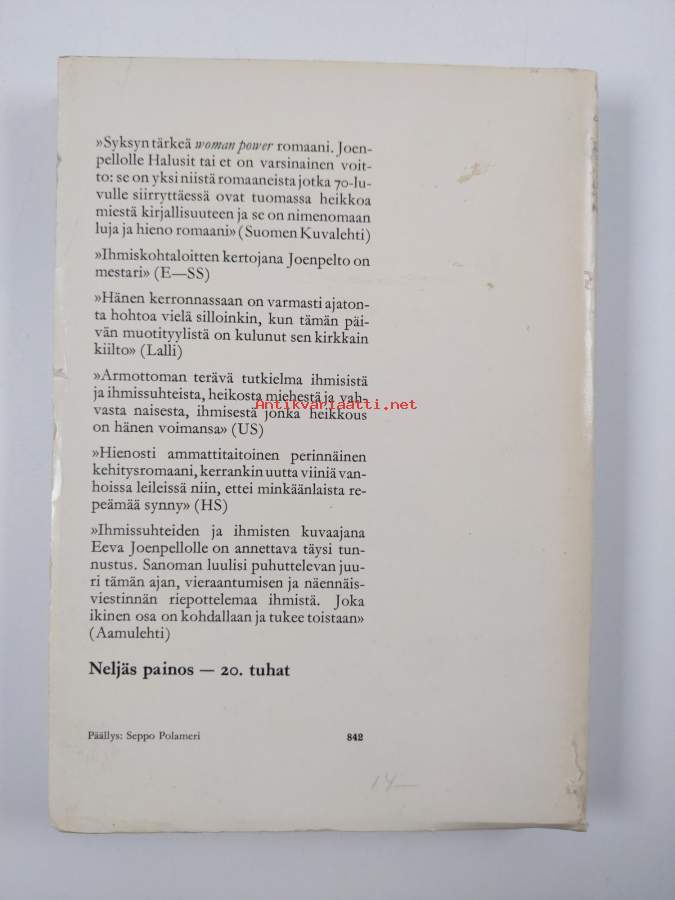 »Syksyn tärkeä woman power romaani. Joen-
pellolle Halusit tai et on varsinainen voit-
to: se on yksi niistä romaaneista jotka 70-lu-
vulle siirryttäessä ovat tuomassa heikkoa
miestä kirjallisuuteen ja se on nimenomaan
luja ja hieno romaani» (Suomen Kuvalehti)
»Ihmiskohtaloitten kertojana Joenpelto on
mestari» (E—SS)
»Hänen kerronnassaan on varmasti ajaton-
ta hohtoa vielä silloinkin, kun tämän päi-
vän muotityylistä on kulunut sen kirkkain
kiilto» (Lalli)
»Armottoman terävä tutkielma ihmisistä
ja ihmissuhteista, heikosta miehestä ja vah-
vasta naisesta, ihmisestä jonka heikkous
on hänen voimansa» (US)
Antikvariaatti.net
»Hienosti ammattitaitoinen perinnäinen
kehitysromaani, kerrankin uutta viiniä van-
hoissa leileissä niin, ettei minkäänlaista re-
peämää synny» (HS)
»Ihmissuhteiden ja ihmisten kuvaajana
Eeva Joenpellolle on annettava täysi tun-
nustus. Sanoman luulisi puhuttelevan juu-
ri tämän ajan, vieraantumisen ja näennäis-
viestinnän riepottelemaa ihmistä. Joka
ikinen osa on kohdallaan ja tukee toistaan»
(Aamulehti)
Neljäs painos — 20. tuhat
Päällys: Seppo Polameri 842
14—